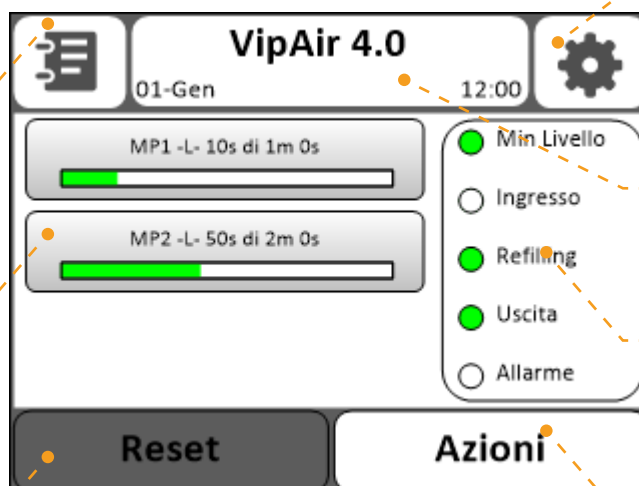 VipAir 4.0
01-Gen
12:00
MP1 -L- 10s di 1m 0s
MP2 -L- 50s di 2m 0s
Min Livello
Ingresso
Refilling
Uscita
Allarme
Reset
Azioni